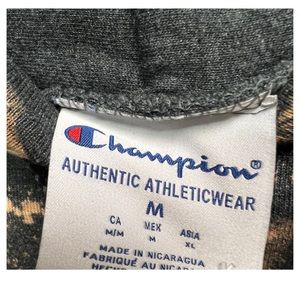 Champion®
AUTHENTIC ATHLETICWEAR
M
CA MEX ASIA
M/M M XL
MADE IN NICARAGUA
FABRIQUÉ AU NICARAGUA